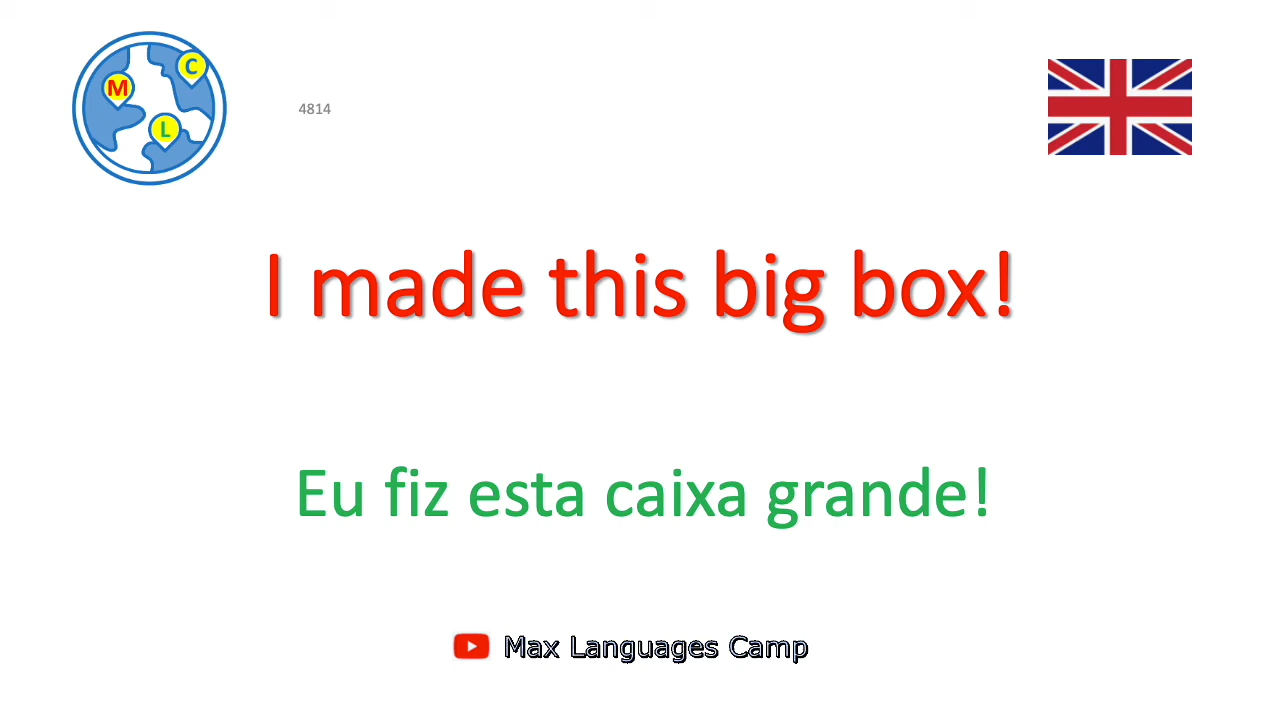 M
C
L
4814
I made this big box!
Eu fiz esta caixa grande!
Max Languages Camp